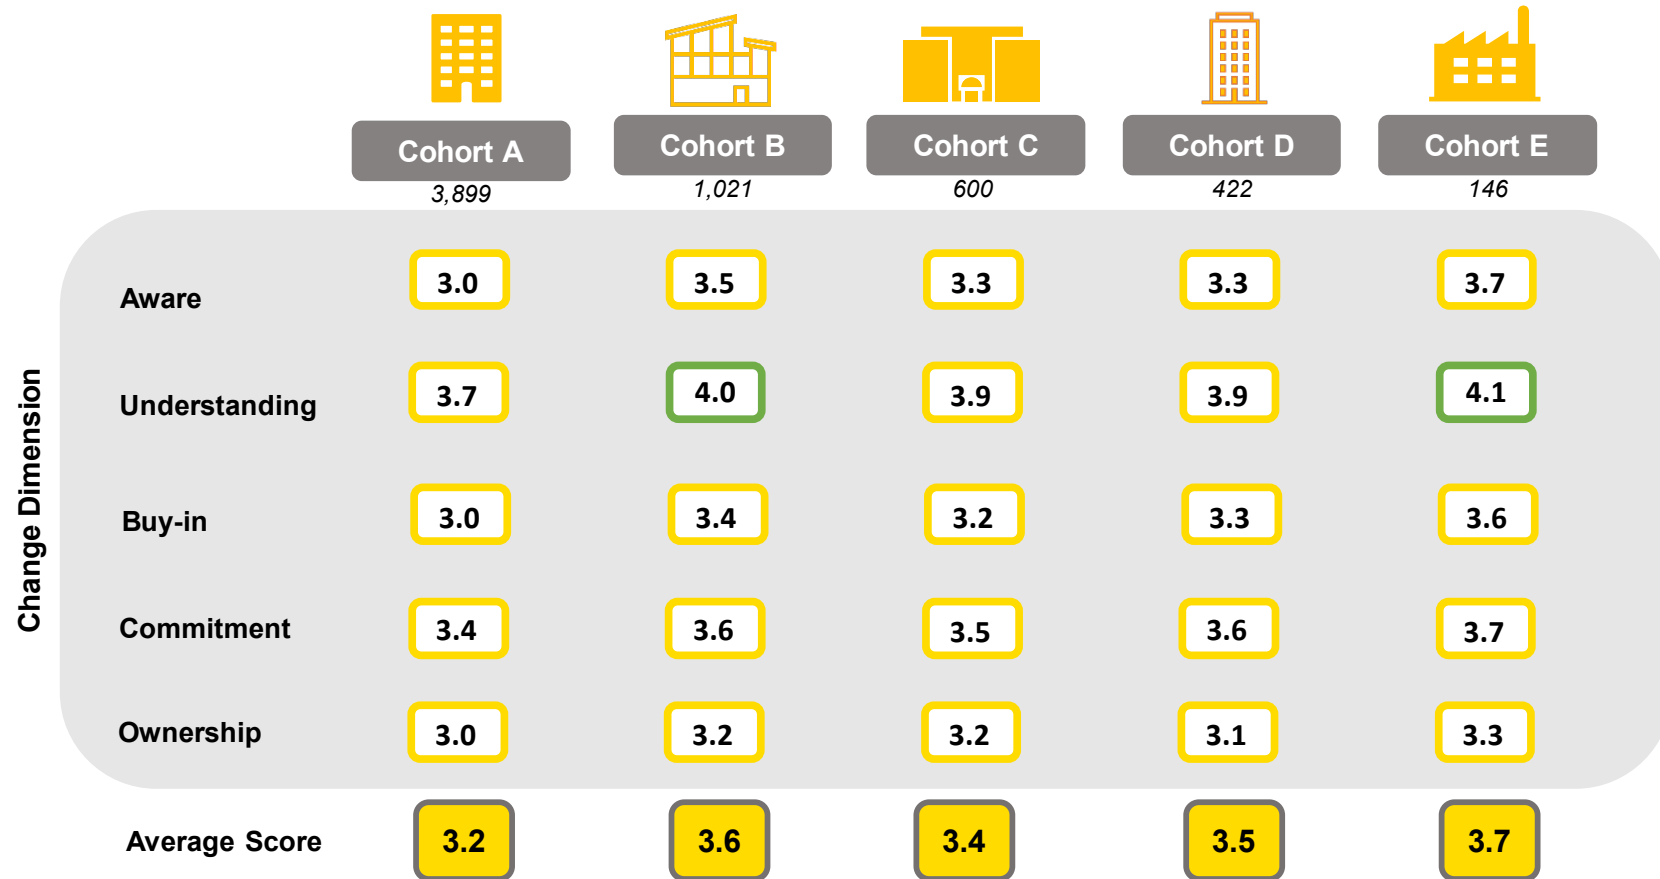 Cohort A Cohort B Cohort C Cohort D Cohort E
3,899 1,021 600 422 146
Change Dimension
Aware 3.0 3.5 3.3 3.3 3.7
Understanding 3.7 4.0 3.9 3.9 4.1
Buy-in 3.0 3.4 3.2 3.3 3.6
Commitment 3.4 3.6 3.5 3.6 3.7
Ownership 3.0 3.2 3.2 3.1 3.3
Average Score 3.2 3.6 3.4 3.5 3.7